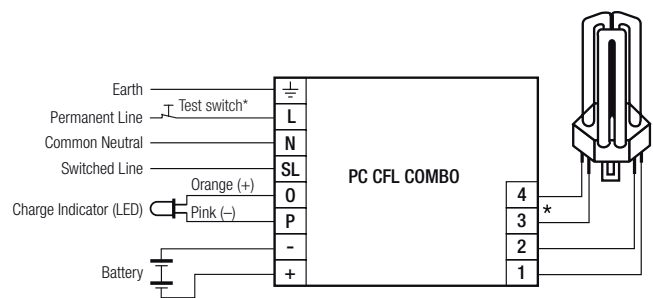 Earth
Permanent Line
Test switch*
Common Neutral
Switched Line
Orange (+)
Charge Indicator (LED)
Pink (–)
Battery
L
N
SL
O
P
-
+
PC CFL COMBO
4
3
*
2
1